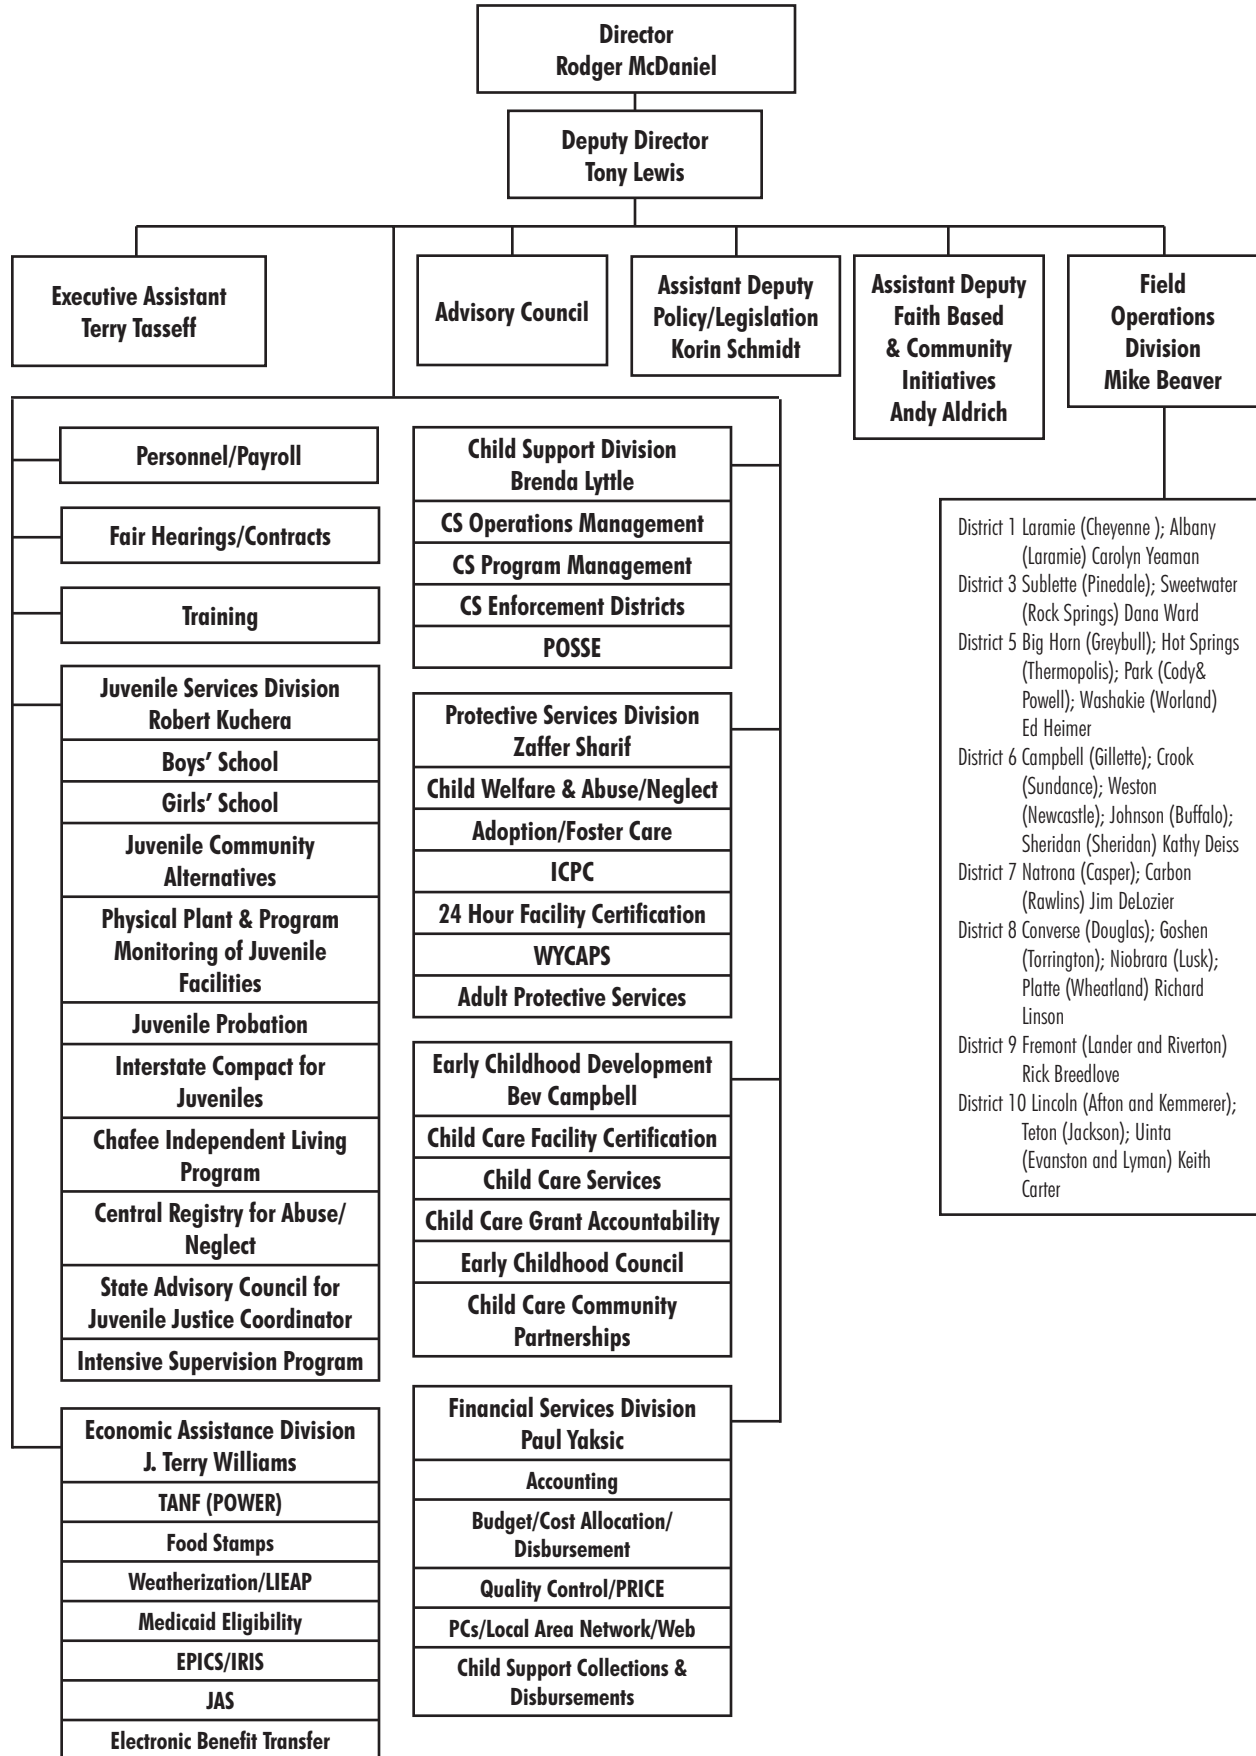 Director
Rodger McDaniel
Deputy Director
Tony Lewis
Executive Assistant
Terry Tasseff
Advisory Council
Assistant Deputy
Policy/Legislation
Korin Schmidt
Assistant Deputy
Faith Based
& Community
Initiatives
Andy Aldrich
Field
Operations
Division
Mike Beaver
Personnel/Payroll
Fair Hearings/Contracts
Training
Juvenile Services Division
Robert Kuchera
Boys’ School
Girls’ School
Juvenile Community
Alternatives
Physical Plant & Program
Monitoring of Juvenile
Facilities
Juvenile Probation
Interstate Compact for
Juveniles
Chafee Independent Living
Program
Central Registry for Abuse/
Neglect
State Advisory Council for
Juvenile Justice Coordinator
Intensive Supervision Program
Economic Assistance Division
J. Terry Williams
TANF (POWER)
Food Stamps
Weatherization/LIEAP
Medicaid Eligibility
EPICS/IRIS
JAS
Electronic Benefit Transfer
Child Support Division
Brenda Lyttle
CS Operations Management
CS Program Management
CS Enforcement Districts
POSSE
Protective Services Division
Zaffer Sharif
Child Welfare & Abuse/Neglect
Adoption/Foster Care
ICPC
24 Hour Facility Certification
WYCAPS
Adult Protective Services
Early Childhood Development
Bev Campbell
Child Care Facility Certification
Child Care Services
Child Care Grant Accountability
Early Childhood Council
Child Care Community
Partnerships
Financial Services Division
Paul Yaksic
Accounting
Budget/Cost Allocation/
Disbursement
Quality Control/PRICE
PCs/Local Area Network/Web
Child Support Collections &
Disbursements
District 1 Laramie (Cheyenne ); Albany
(Laramie) Carolyn Yeaman
District 3 Sublette (Pinedale); Sweetwater
(Rock Springs) Dana Ward
District 5 Big Horn (Greybull); Hot Springs
(Thermopolis); Park (Cody&
Powell); Washakie (Worland)
Ed Heimer
District 6 Campbell (Gillette); Crook
(Sundance); Weston
(Newcastle); Johnson (Buffalo);
Sheridan (Sheridan) Kathy Deiss
District 7 Natrona (Casper); Carbon
(Rawlins) Jim DeLozier
District 8 Converse (Douglas); Goshen
(Torrington); Niobrara (Lusk);
Platte (Wheatland) Richard
Linson
District 9 Fremont (Lander and Riverton)
Rick Breedlove
District 10 Lincoln (Afton and Kemmerer);
Teton (Jackson); Uinta
(Evanston and Lyman) Keith
Carter